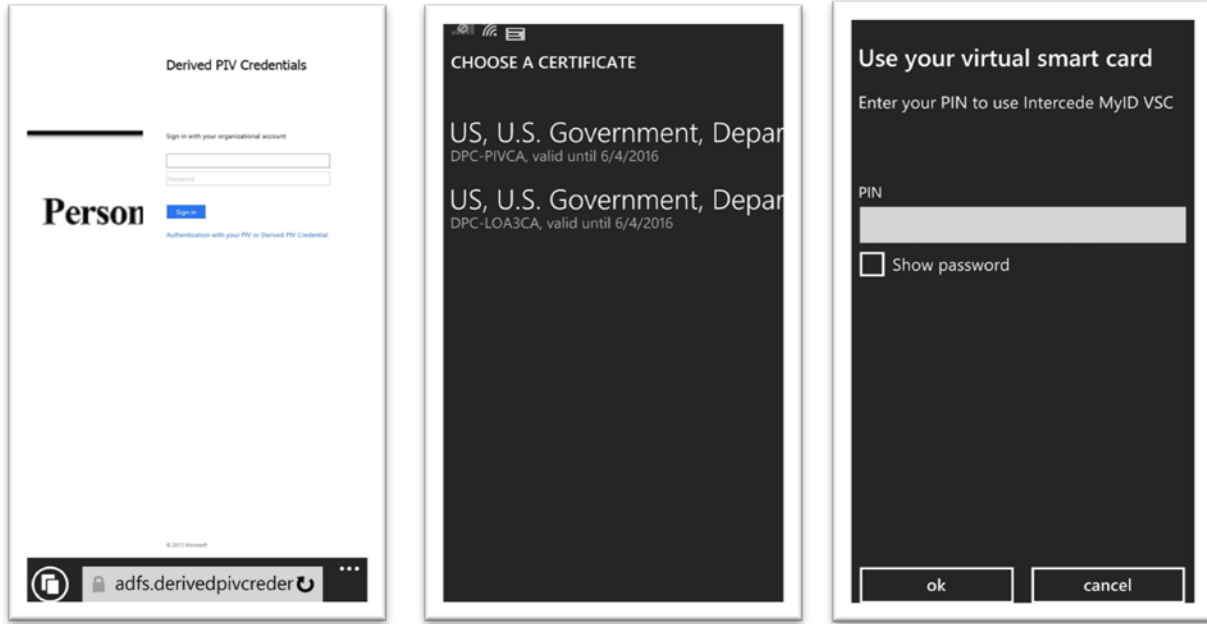 Derived PIV Credentials
Sign in with your organizational account
Password
Person
Sign in
Authentication with your PIV or Derived PIV Credential
© 2013 Microsoft
adfs.derivedpivcreder
CHOOSE A CERTIFICATE
US, U.S. Government, Depar
DPC-PIVCA, valid until 6/4/2016
US, U.S. Government, Depar
DPC-LOA3CA, valid until 6/4/2016
Use your virtual smart card
Enter your PIN to use Intercede MyID VSC
PIN
Show password
ok
cancel